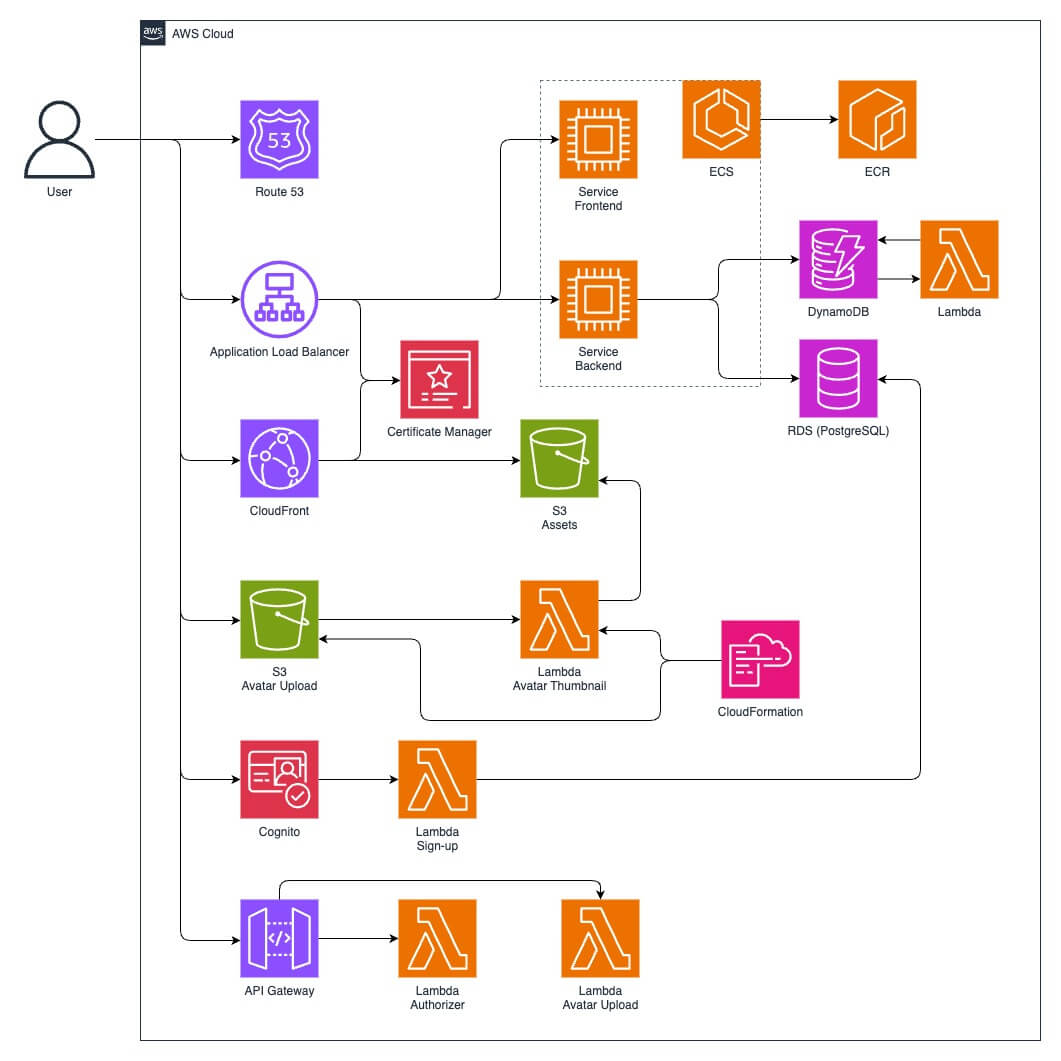 aws
AWS Cloud
User
53
Route 53
Service
Frontend
ECS
ECR
Application Load Balancer
Service
Backend
DynamoDB
Lambda
Certificate Manager
RDS (PostgreSQL)
CloudFront
S3
Assets
S3
Avatar Upload
Lambda
Avatar Thumbnail
CloudFormation
Cognito
Lambda
Sign-up
</>
API Gateway
Lambda
Authorizer
Lambda
Avatar Upload